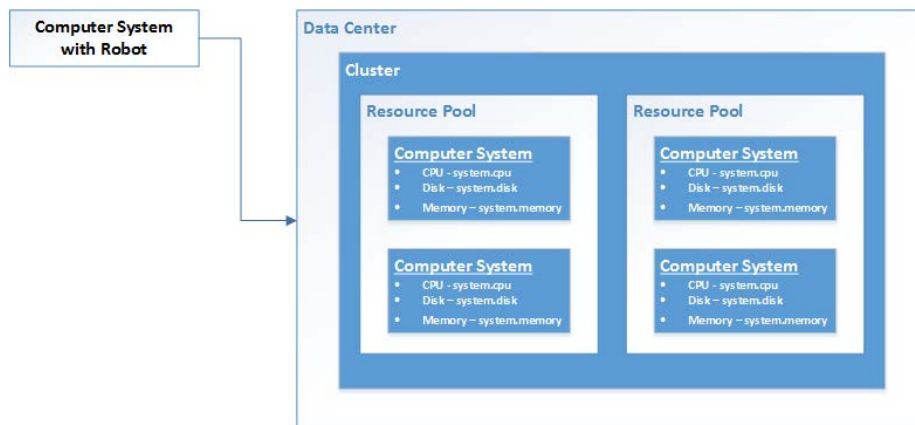 Computer System
with Robot
Data Center
Cluster
Resource Pool
Computer System
• CPU - system.cpu
• Disk – system.disk
• Memory – system.memory
Computer System
• CPU - system.cpu
• Disk – system.disk
• Memory – system.memory
Resource Pool
Computer System
• CPU - system.cpu
• Disk – system.disk
• Memory – system.memory
Computer System
• CPU - system.cpu
• Disk – system.disk
• Memory – system.memory